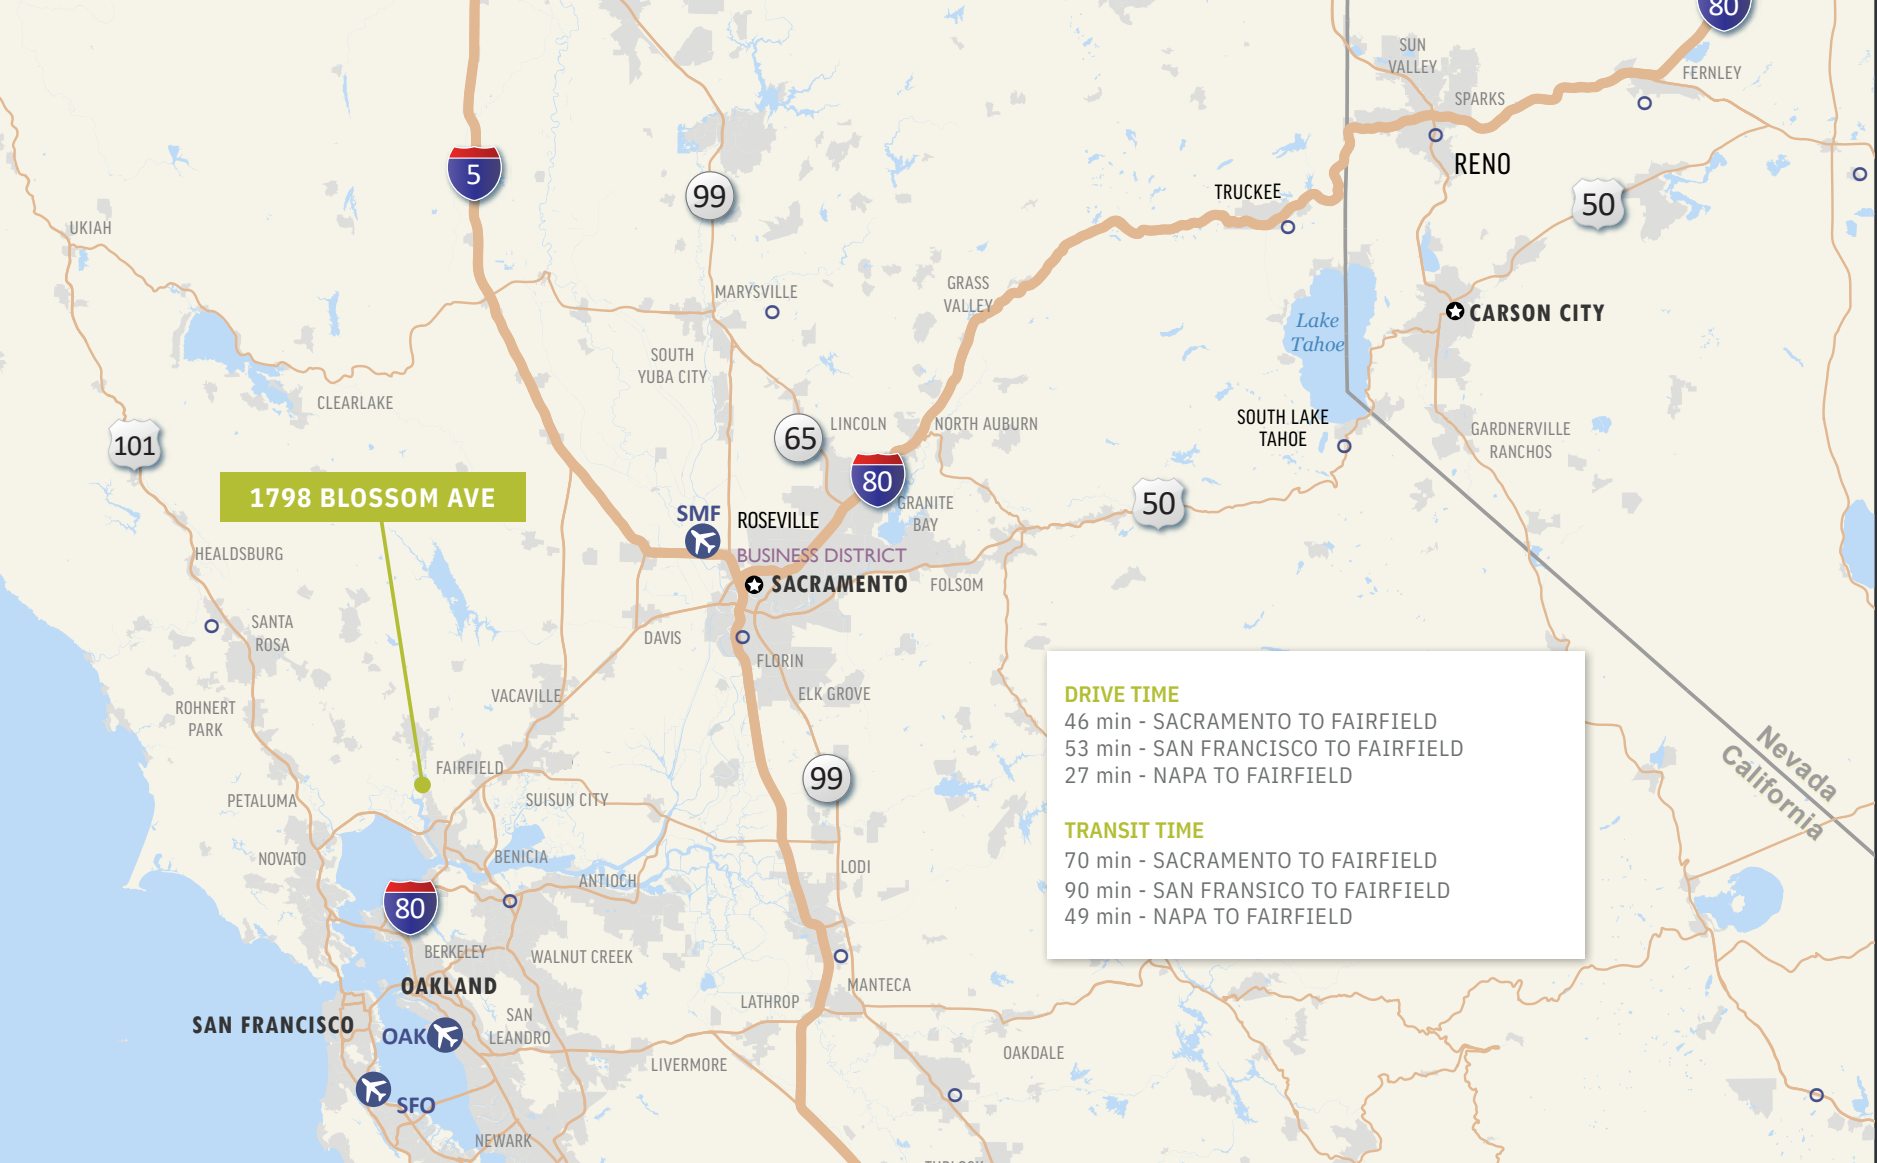 80
SUN
VALLEY
FERNLEY
SPARKS
5
RENO
99
TRUCKEE
50
UKIAH
MARYSVILLE
GRASS
VALLEY
Lake
Tahoe
CARSON CITY
SOUTH
YUBA CITY
CLEARLAKE
101
65
LINCOLN
NORTH AUBURN
SOUTH LAKE
TAHOE
GARDNERVILLE
RANCHOS
80
1798 BLOSSOM AVE
GRANITE
BAY
50
SMF
ROSEVILLE
HEALDSBURG
BUSINESS DISTRICT
SACRAMENTO
FOLSOM
SANTA
ROSA
DAVIS
FLORIN
VACAVILLE
ELK GROVE
ROHNERT
PARK
DRIVE TIME
46 min - SACRAMENTO TO FAIRFIELD
53 min - SAN FRANCISCO TO FAIRFIELD
27 min - NAPA TO FAIRFIELD
TRANSIT TIME
70 min - SACRAMENTO TO FAIRFIELD
90 min - SAN FRANSICO TO FAIRFIELD
49 min - NAPA TO FAIRFIELD
Nevada
California
FAIRFIELD
99
PETALUMA
SUISUN CITY
NOVATO
BENICIA
LODI
ANTIOCH
80
BERKELEY
WALNUT CREEK
OAKLAND
MANTECA
LATHROP
SAN FRANCISCO
SAN
LEANDRO
OAK
OAKDALE
LIVERMORE
SFO
NEWARK